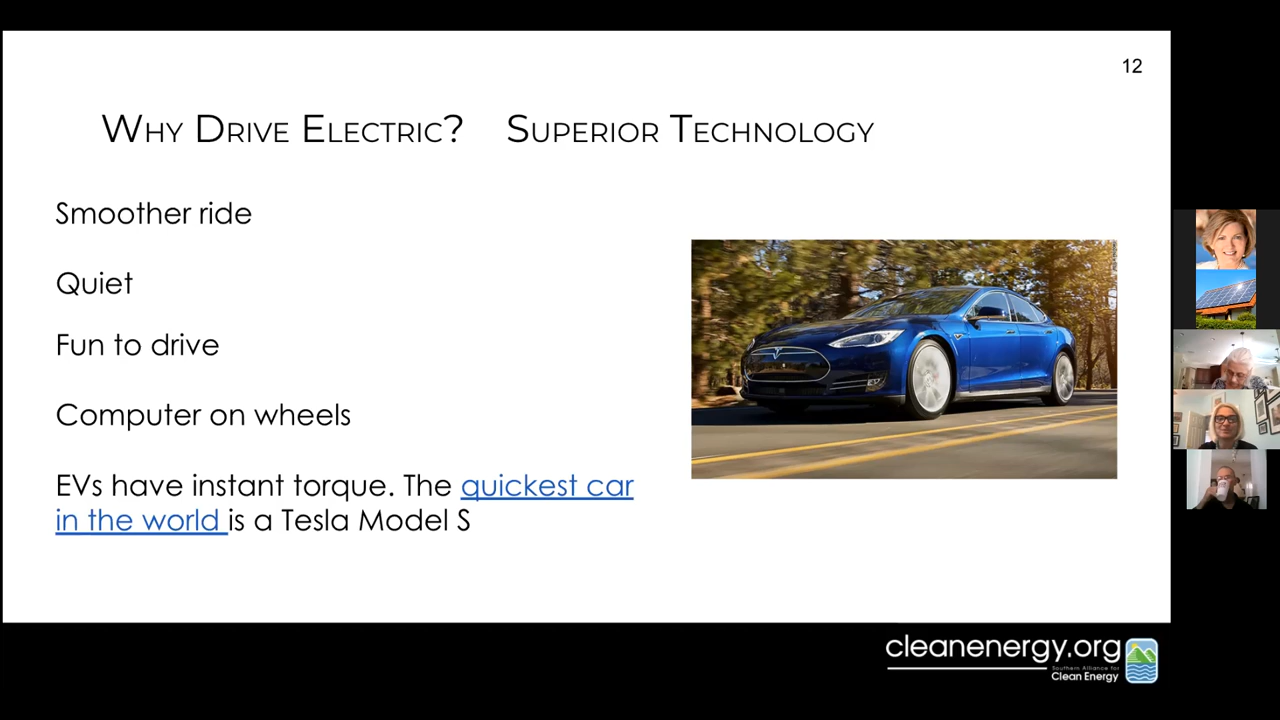 12
Why Drive Electric? Superior Technology
Smoother ride
Quiet
Fun to drive
Computer on wheels
EVs have instant torque. The quickest car
in the world is a Tesla Model S
cleanenergy.org
Southern Alliance for
Clean Energy